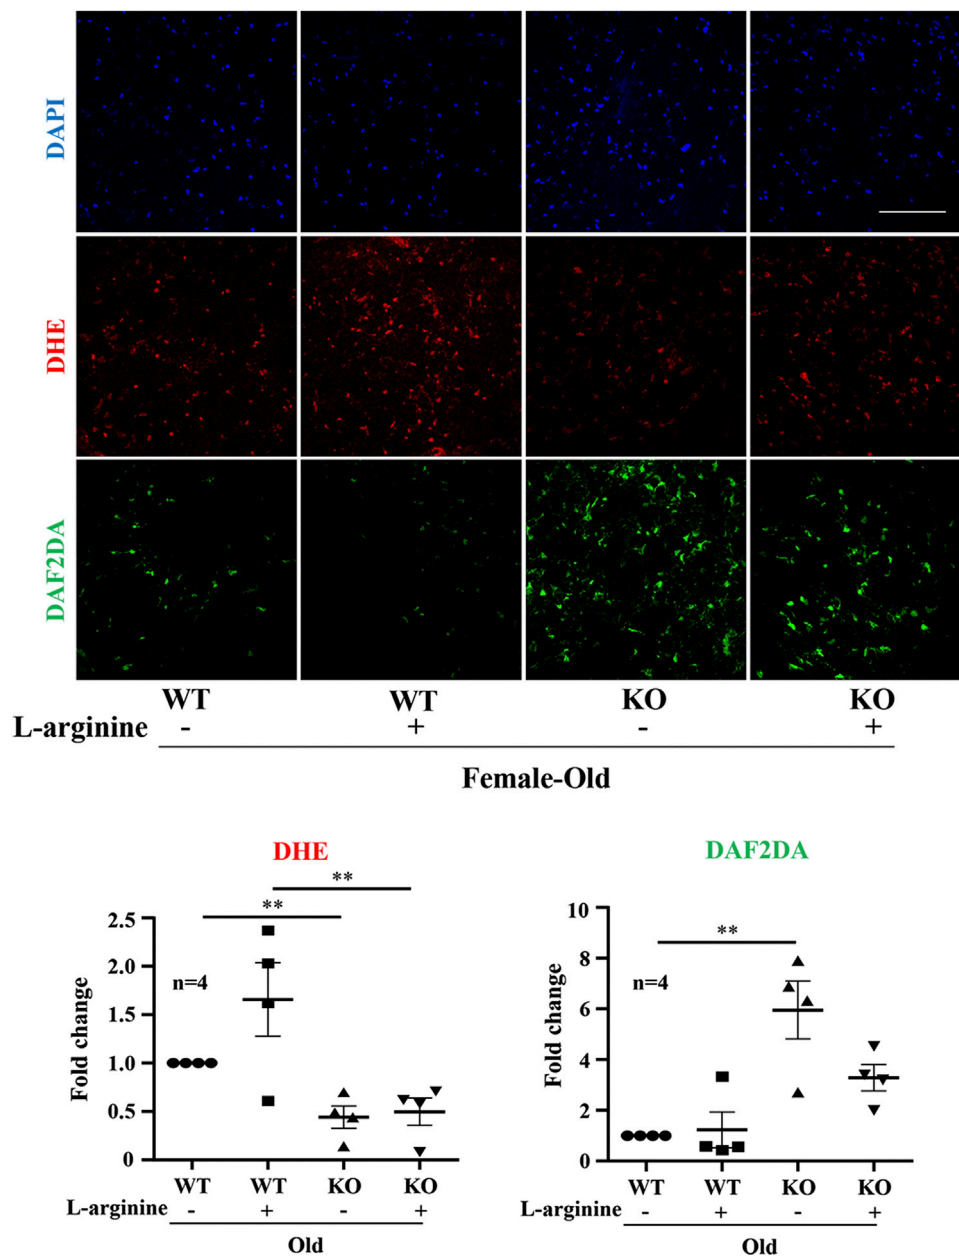 DAPI
DHE
DAF2DA
WT WT KO KO
L-arginine - + - +
Female-Old
DHE
**
**
2.5
2.0
1.5
1.0
0.5
0
Fold change
n=4
WT WT KO KO
L-arginine - + - +
Old
DAF2DA
**
10
8
6
4
2
0
Fold change
n=4
WT WT KO KO
L-arginine - + - +
Old